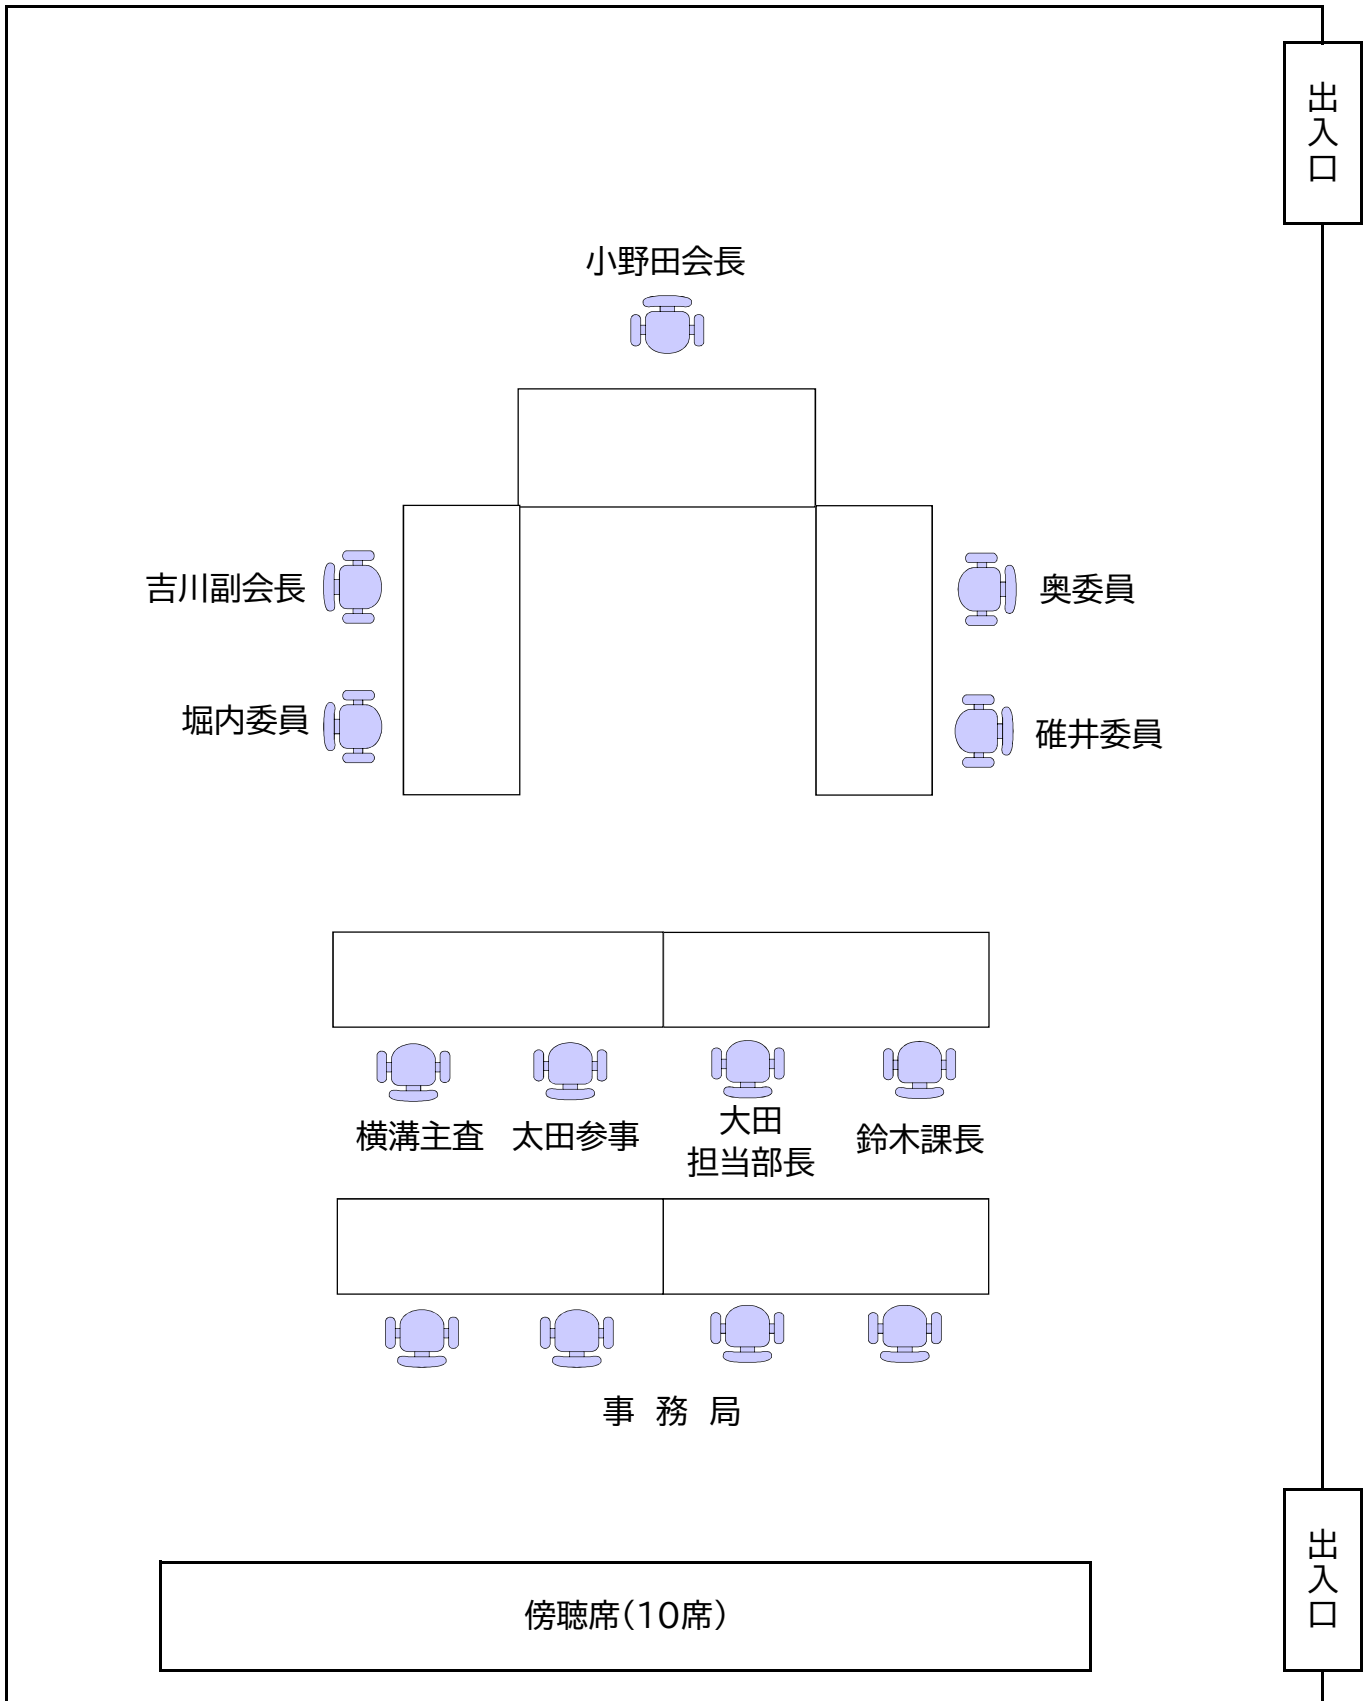 出入口
小野田会長
吉川副会長
奥委員
堀内委員
碓井委員
横溝主査
太田参事
大田
担当部長
鈴木課長
事 務 局
出入口
傍聴席（10席）